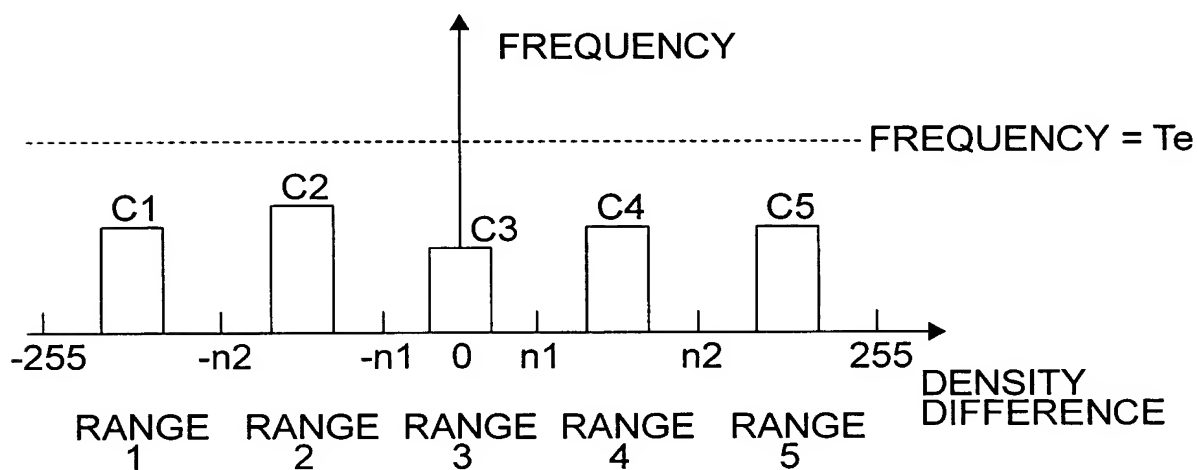 FREQUENCY
FREQUENCY = Te
C1 C2 C3 C4 C5
-255 -n2 -n1 0 n1 n2 255
DENSITY
DIFFERENCE
RANGE RANGE RANGE RANGE RANGE
1 2 3 4 5